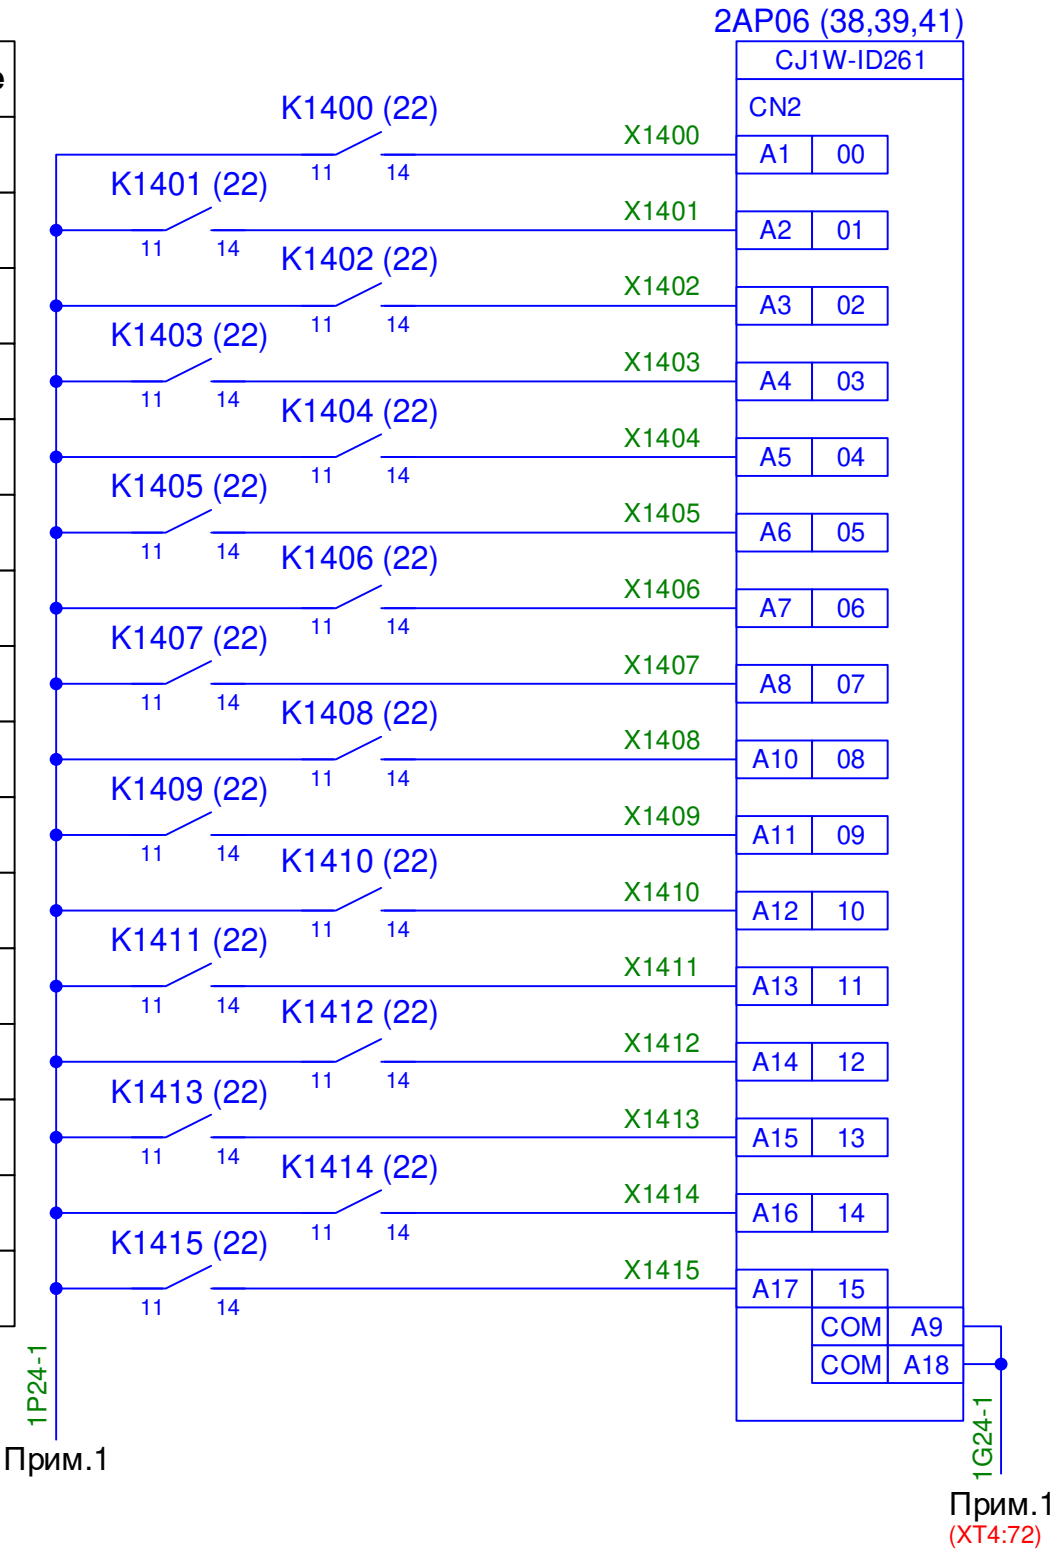 2AP06 (38,39,41)
CJ1W-ID261
e
CN2
K1400 (22)
X1400
11 14
A1 00
K1401 (22)
X1401
11 14
A2 01
K1402 (22)
X1402
11 14
A3 02
K1403 (22)
X1403
11 14
A4 03
K1404 (22)
X1404
11 14
A5 04
K1405 (22)
X1405
11 14
A6 05
K1406 (22)
X1406
11 14
A7 06
K1407 (22)
X1407
11 14
A8 07
K1408 (22)
X1408
11 14
A10 08
K1409 (22)
X1409
11 14
A11 09
K1410 (22)
X1410
11 14
A12 10
K1411 (22)
X1411
11 14
A13 11
K1412 (22)
X1412
11 14
A14 12
K1413 (22)
X1413
11 14
A15 13
K1414 (22)
X1414
11 14
A16 14
K1415 (22)
X1415
11 14
A17 15
COM A9
COM A18
1P24-1
1G24-1
Прим.1
Прим.1
(XT4:72)